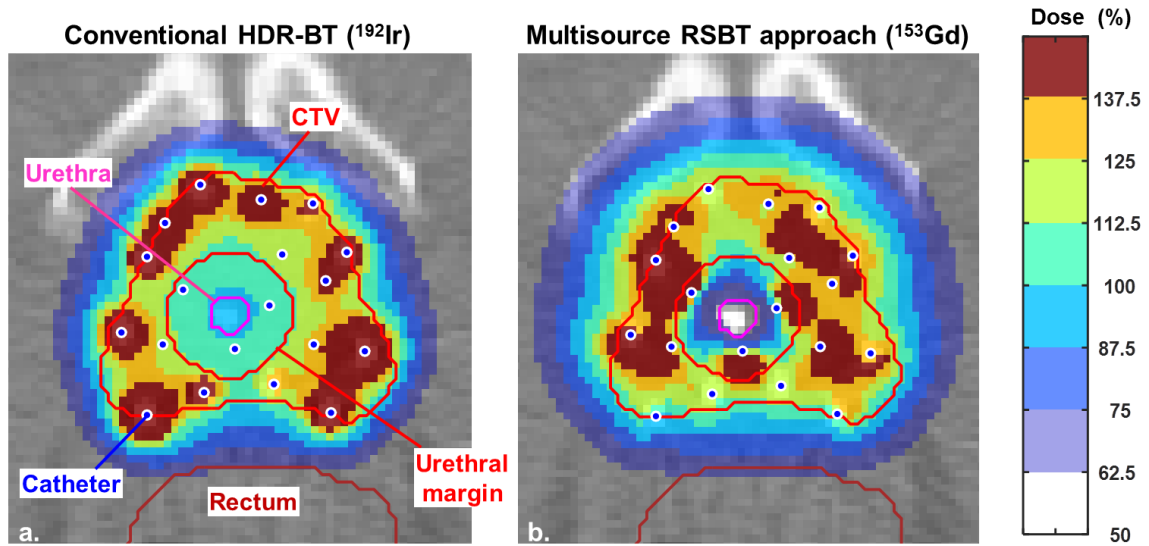 Conventional HDR-BT (¹⁹²Ir)
Multisource RSBT approach (¹⁵³Gd)
Dose (%)
CTV
Urethra
Catheter
Rectum
Urethral
margin
a.
b.
137.5
125
112.5
100
87.5
75
62.5
50